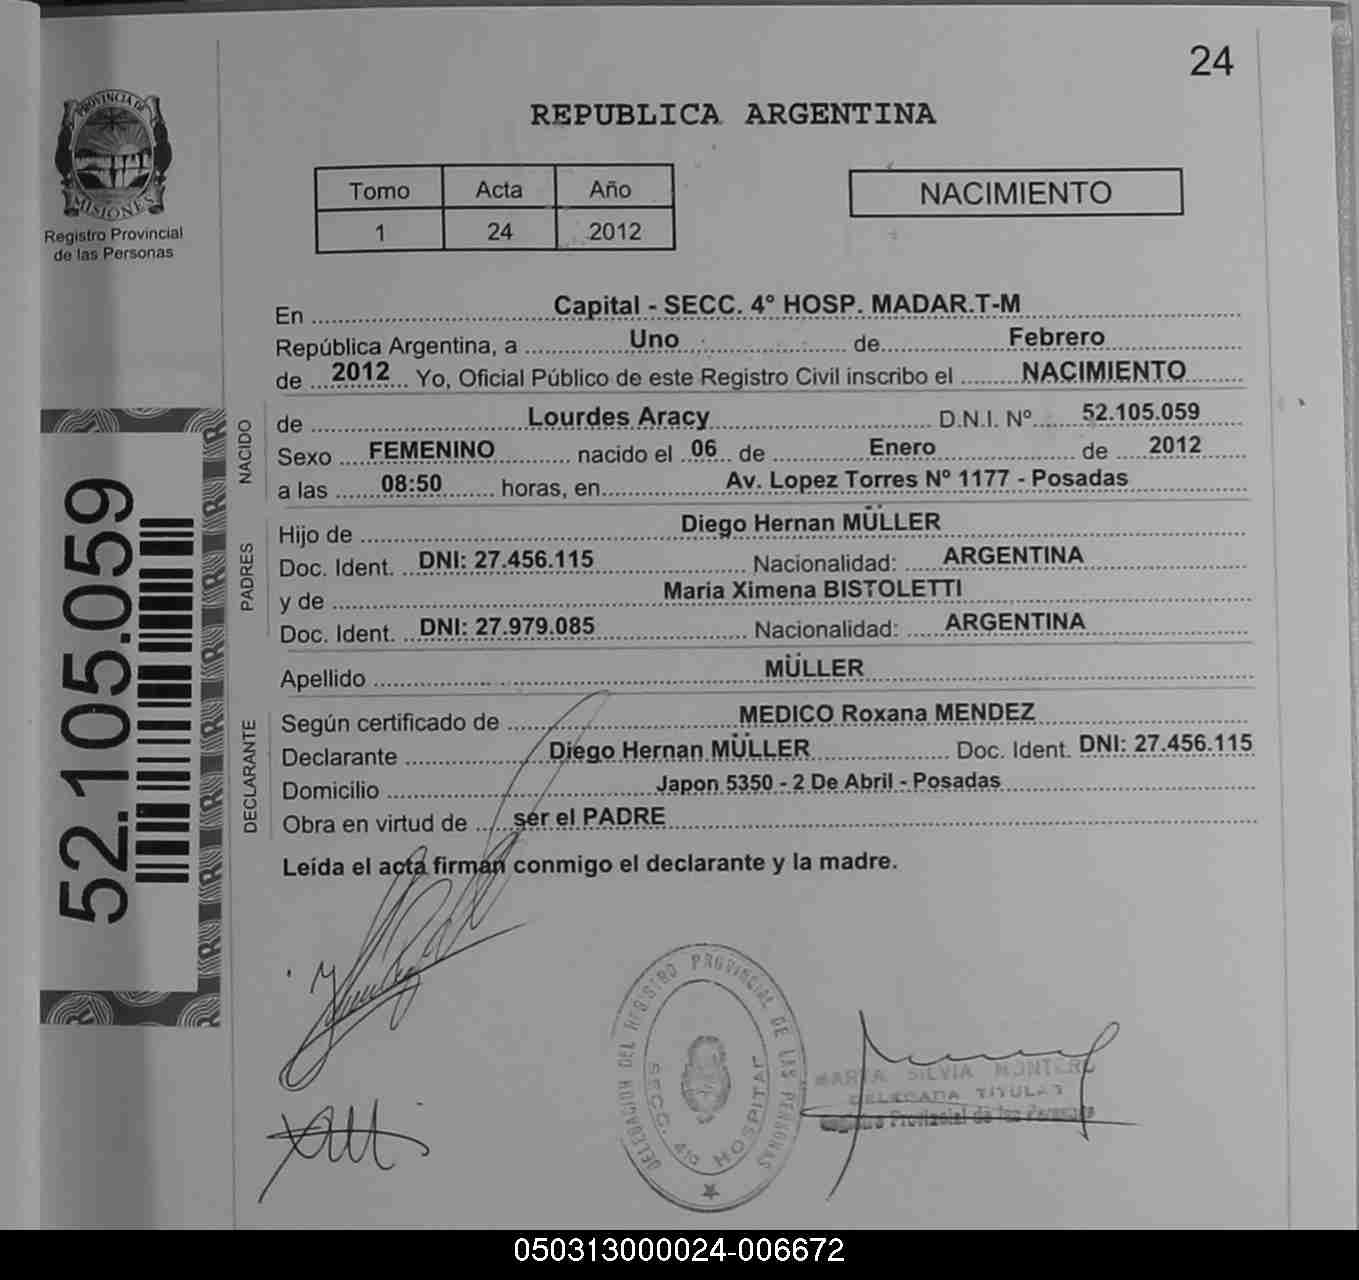 24
PROVINCIA DE
MISIONES
Registro Provincial
de las Personas
REPUBLICA ARGENTINA
Tomo Acta Año
1 24 2012
NACIMIENTO
En Capital - SECC. 4° HOSP. MADAR.T-M
República Argentina, a Uno de Febrero
de 2012 Yo, Oficial Público de este Registro Civil inscribo el NACIMIENTO
NACIDO
de Lourdes Aracy D.N.I. Nº 52.105.059
Sexo FEMENINO nacido el 06 de Enero de 2012
a las 08:50 horas, en Av. Lopez Torres Nº 1177 - Posadas
PADRES
Hijo de Diego Hernan MÜLLER
Doc. Ident. DNI: 27.456.115 Nacionalidad: ARGENTINA
y de Maria Ximena BISTOLETTI
Doc. Ident. DNI: 27.979.085 Nacionalidad: ARGENTINA
Apellido MÜLLER
DECLARANTE
Según certificado de MEDICO Roxana MENDEZ
Declarante Diego Hernan MÜLLER Doc. Ident. DNI: 27.456.115
Domicilio Japon 5350 - 2 De Abril - Posadas
Obra en virtud de ser el PADRE
Leída el acta firman conmigo el declarante y la madre.
52.105.059
DELEGACION DEL REGISTRO PROVINCIAL DE LAS PERSONAS
SECC. 4ta HOSPITAL
MARTA SILVIA MONTERO
DELEGADA TITULAR
Registro Provincial de las Personas
050313000024-006672